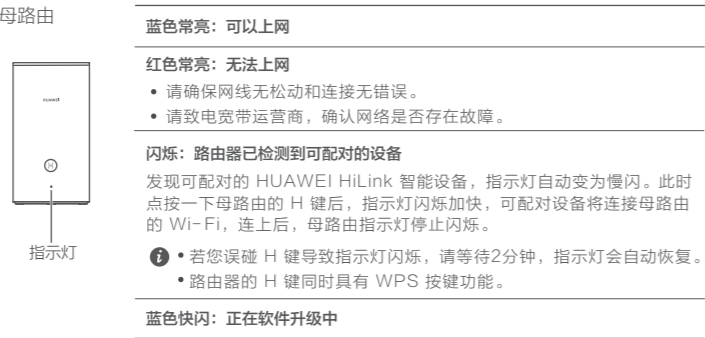 母路由
HUAWEI
H
指示灯
蓝色常亮：可以上网
红色常亮：无法上网
• 请确保网线无松动和连接无错误。
• 请致电宽带运营商，确认网络是否存在故障。
闪烁：路由器已检测到可配对的设备
发现可配对的 HUAWEI HiLink 智能设备，指示灯自动变为慢闪。此时
点按一下母路由的 H 键后，指示灯闪烁加快，可配对设备将连接母路由
的 Wi-Fi，连上后，母路由指示灯停止闪烁。
• 若您误碰 H 键导致指示灯闪烁，请等待2分钟，指示灯会自动恢复。
• 路由器的 H 键同时具有 WPS 按键功能。
蓝色快闪：正在软件升级中